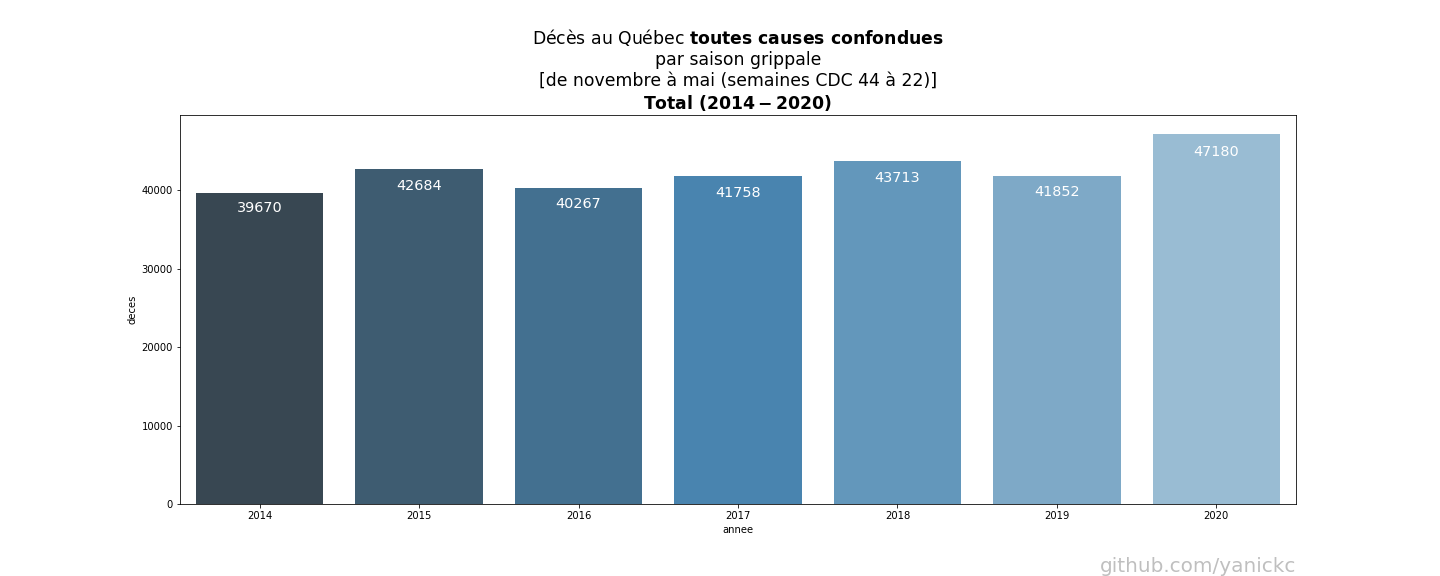 Décès au Québec toutes causes confondues
par saison grippale
[de novembre à mai (semaines CDC 44 à 22)]
Total (2014 – 2020)
47180
43713
42684
41758
41852
40267
39670
40000
30000
20000
10000
0
deces
2014 2015 2016 2017 2018 2019 2020
annee
github.com/yanickc